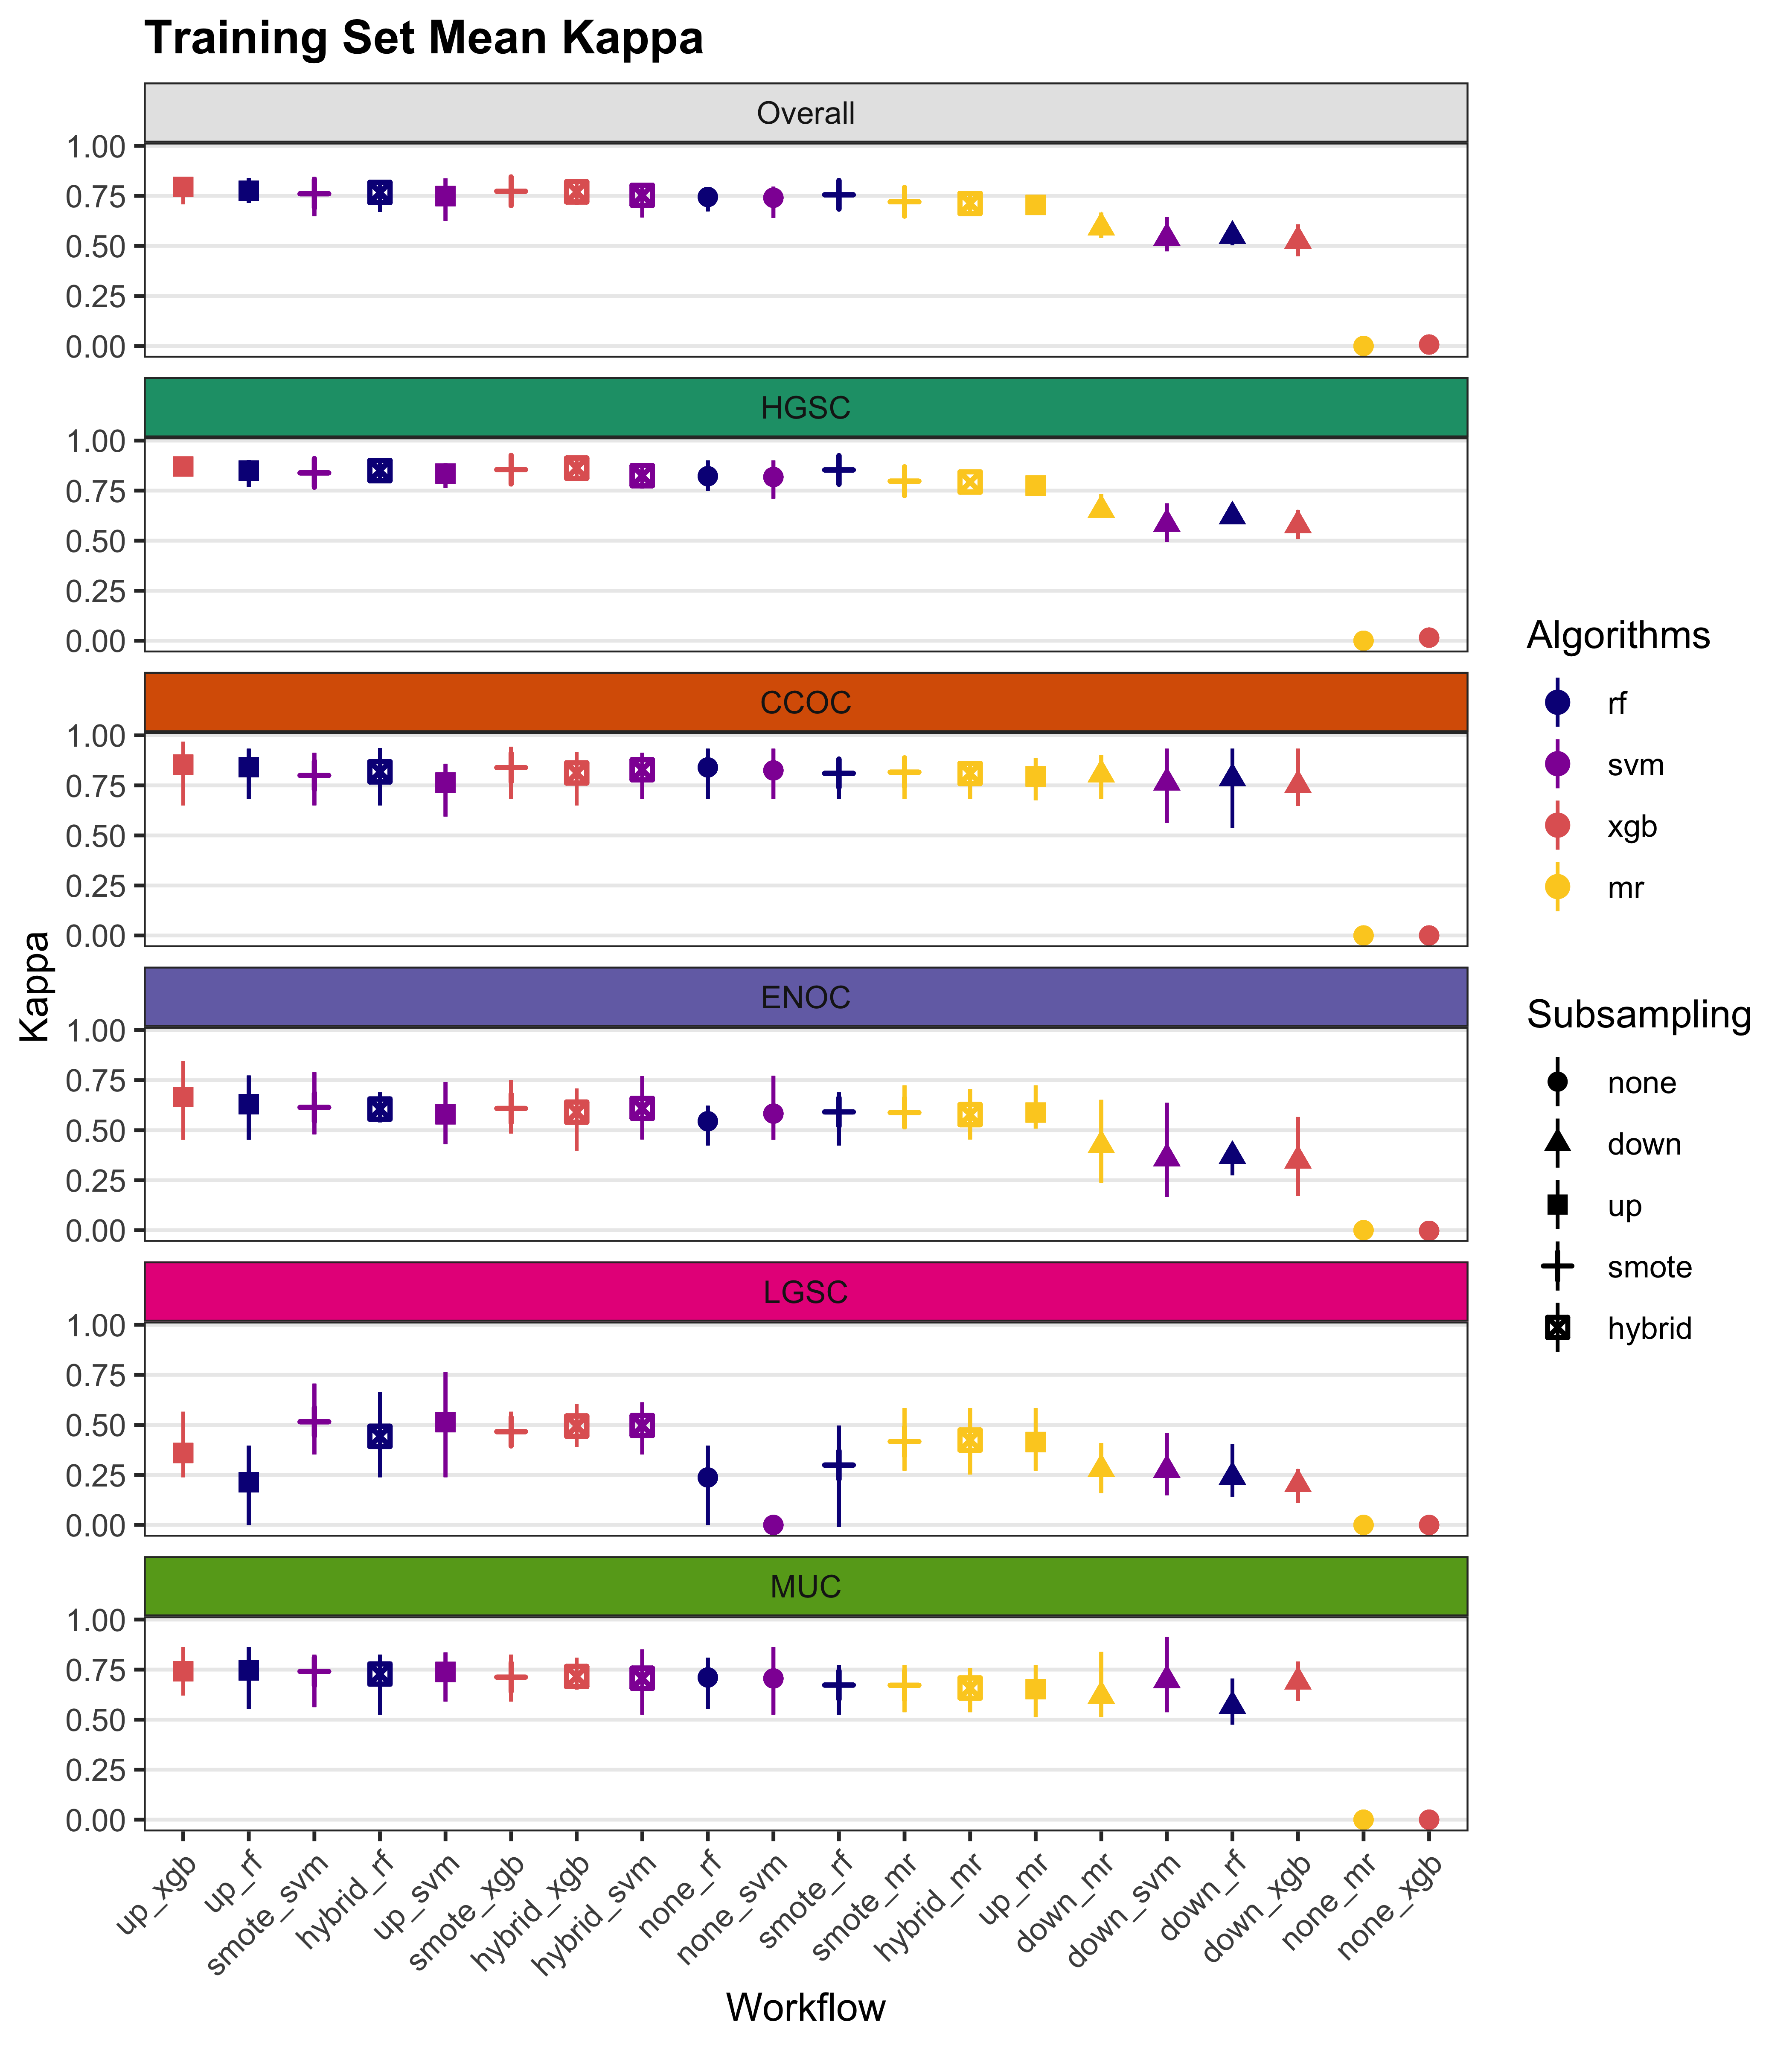 Training Set Mean Kappa
Overall
1.00
0.75
0.50
0.25
0.00
HGSC
1.00
0.75
0.50
0.25
0.00
CCOC
1.00
0.75
0.50
0.25
0.00
ENOC
1.00
0.75
0.50
0.25
0.00
LGSC
1.00
0.75
0.50
0.25
0.00
MUC
1.00
0.75
0.50
0.25
0.00
Kappa
up_xgb
up_rf
smote_svm
hybrid_rf
up_svm
smote_xgb
hybrid_xgb
hybrid_svm
none_rf
none_svm
smote_rf
smote_mr
hybrid_mr
up_mr
down_mr
down_svm
down_rf
down_xgb
none_mr
none_xgb
Workflow
Algorithms
rf
svm
xgb
mr
Subsampling
none
down
up
smote
hybrid